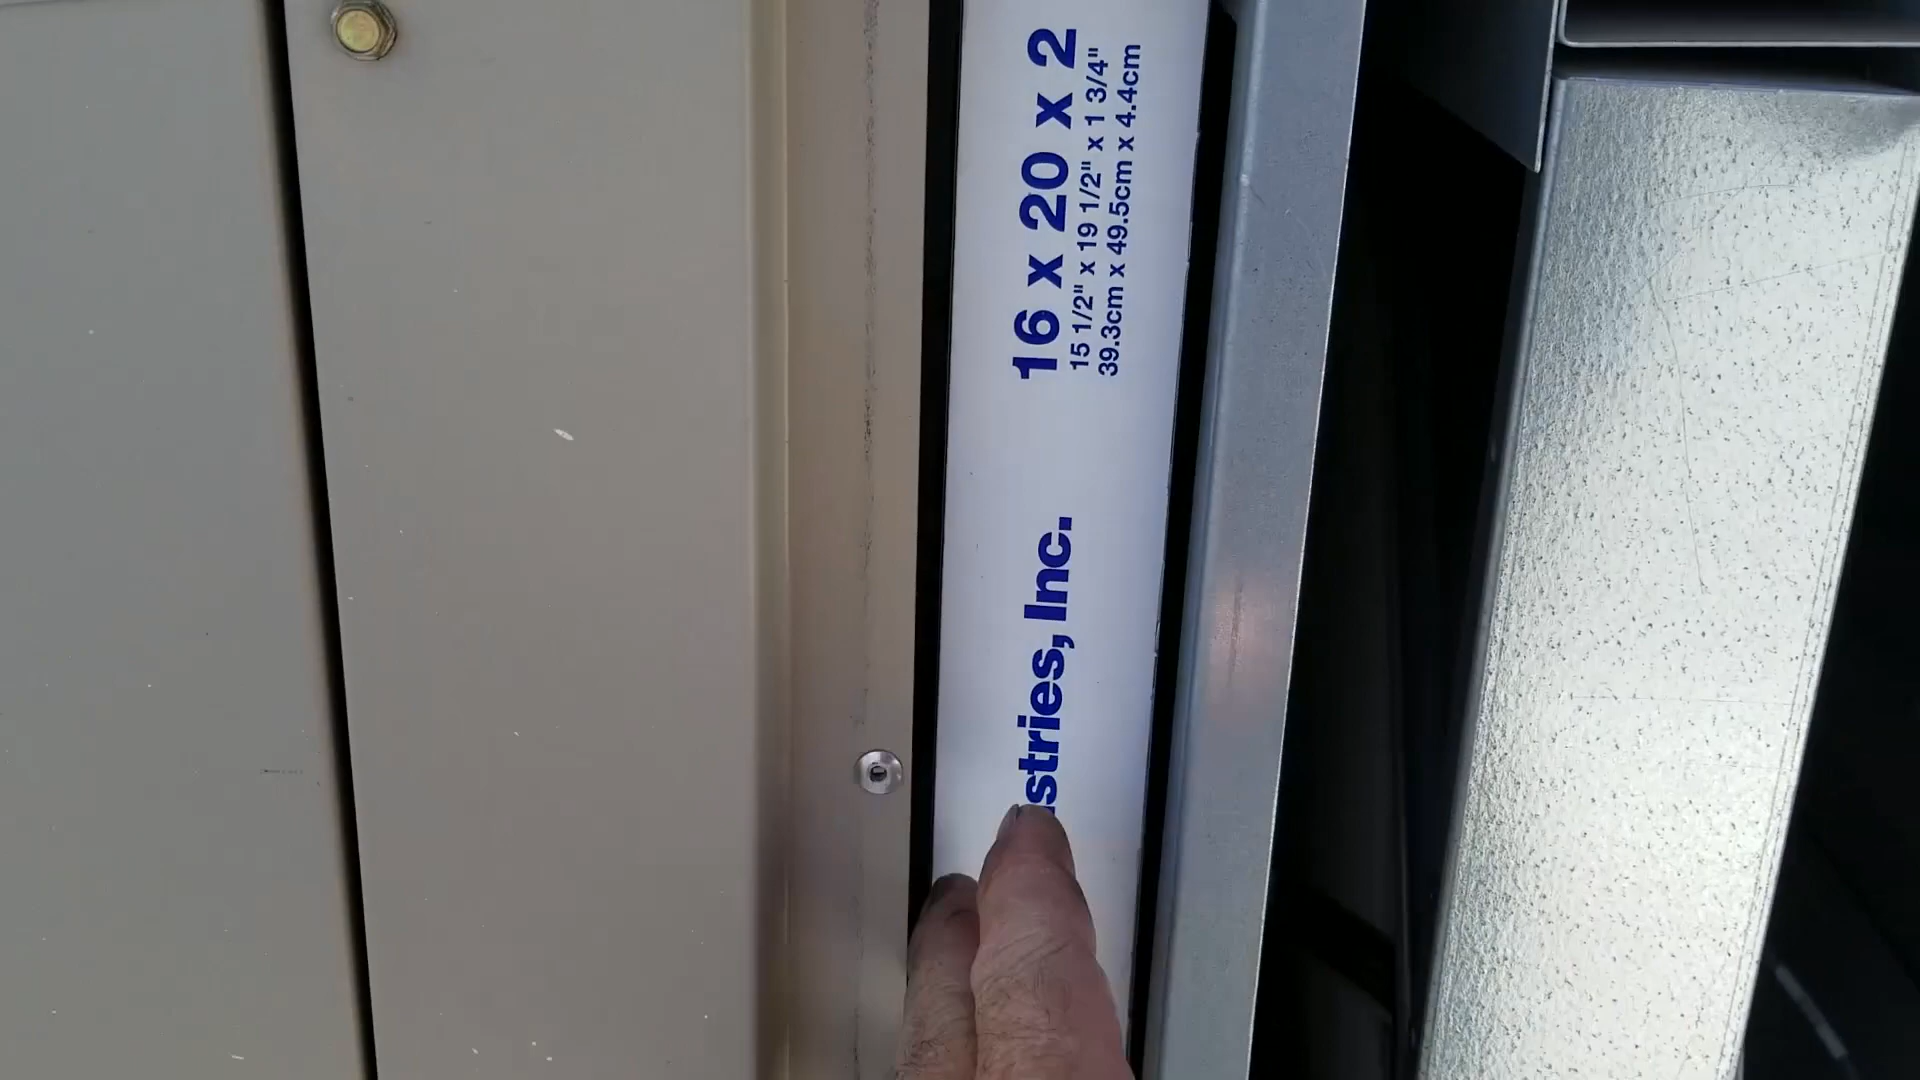 Inc.
16 x 20 x 2
15 1/2" x 19 1/2" x 1 3/4"
39.3cm x 49.5cm x 4.4cm